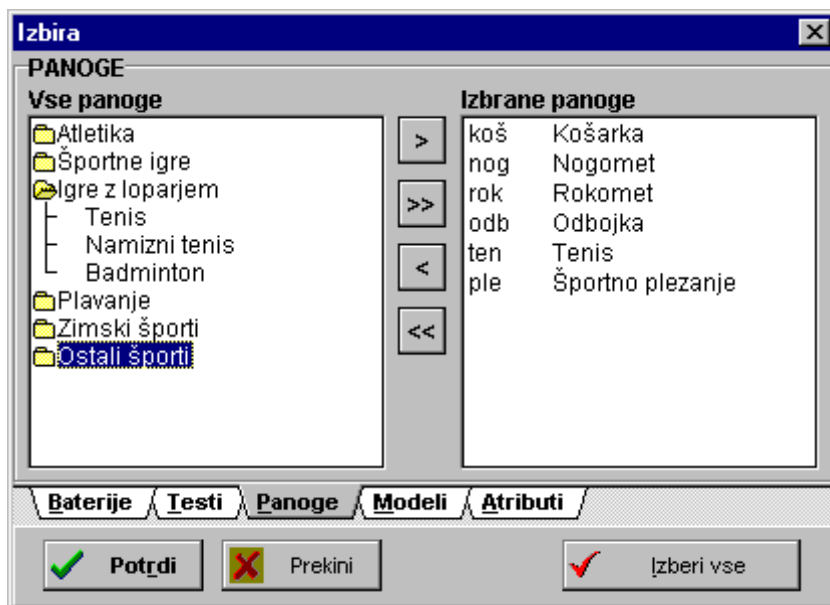 Izbira
PANOGE
Vse panoge
Atletika
Športne igre
Igre z loparjem
Tenis
Namizni tenis
Badminton
Plavanje
Zimski športi
Ostali športi
>
>>
<
<<
Izbrane panoge
koš Košarka
nog Nogomet
rok Rokomet
odb Odbojka
ten Tenis
ple Športno plezanje
Baterije Testi Panoge Modeli Atributi
Potrdi Prekini Izberi vse